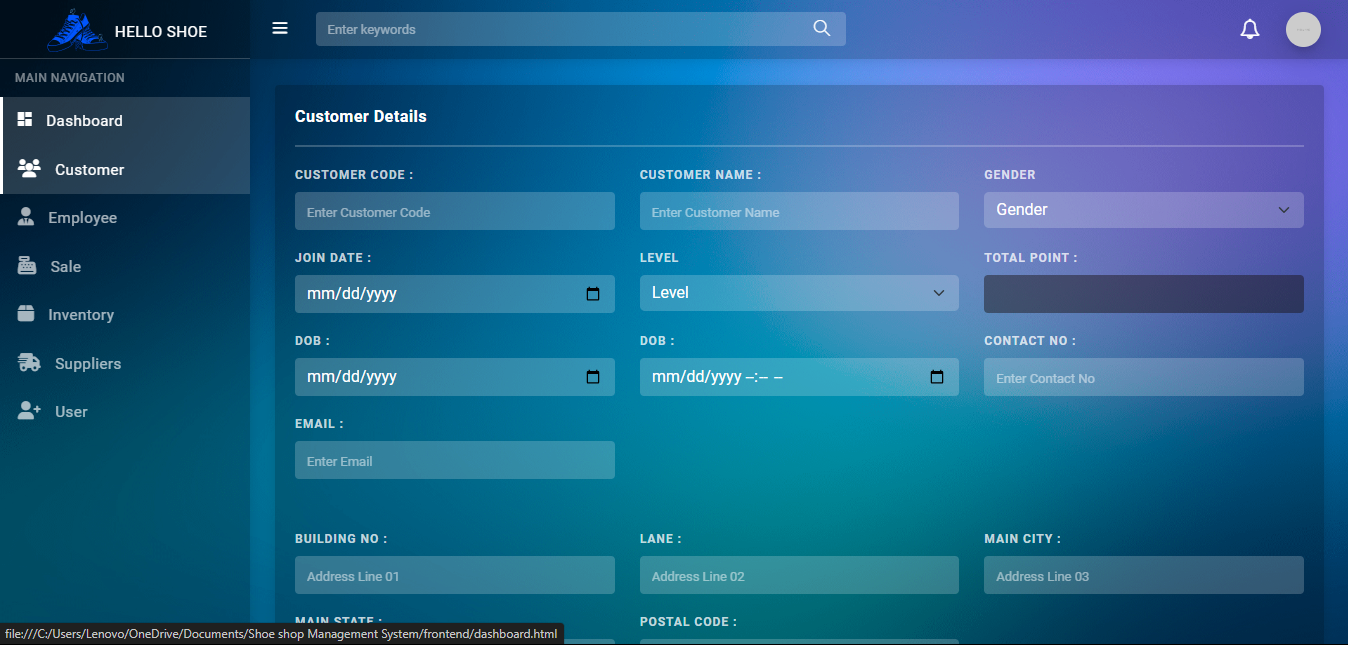 HELLO SHOE
Enter keywords
MAIN NAVIGATION
Dashboard
Customer
Employee
Sale
Inventory
Suppliers
User
Customer Details
CUSTOMER CODE : CUSTOMER NAME : GENDER
Enter Customer Code Enter Customer Name Gender
JOIN DATE : LEVEL TOTAL POINT :
mm/dd/yyyy Level
DOB : DOB : CONTACT NO :
mm/dd/yyyy mm/dd/yyyy --:-- -- Enter Contact No
EMAIL :
Enter Email
BUILDING NO : LANE : MAIN CITY :
Address Line 01 Address Line 02 Address Line 03
MAIN STATE : POSTAL CODE :
file:///C:/Users/Lenovo/OneDrive/Documents/Shoe shop Management System/frontend/dashboard.html